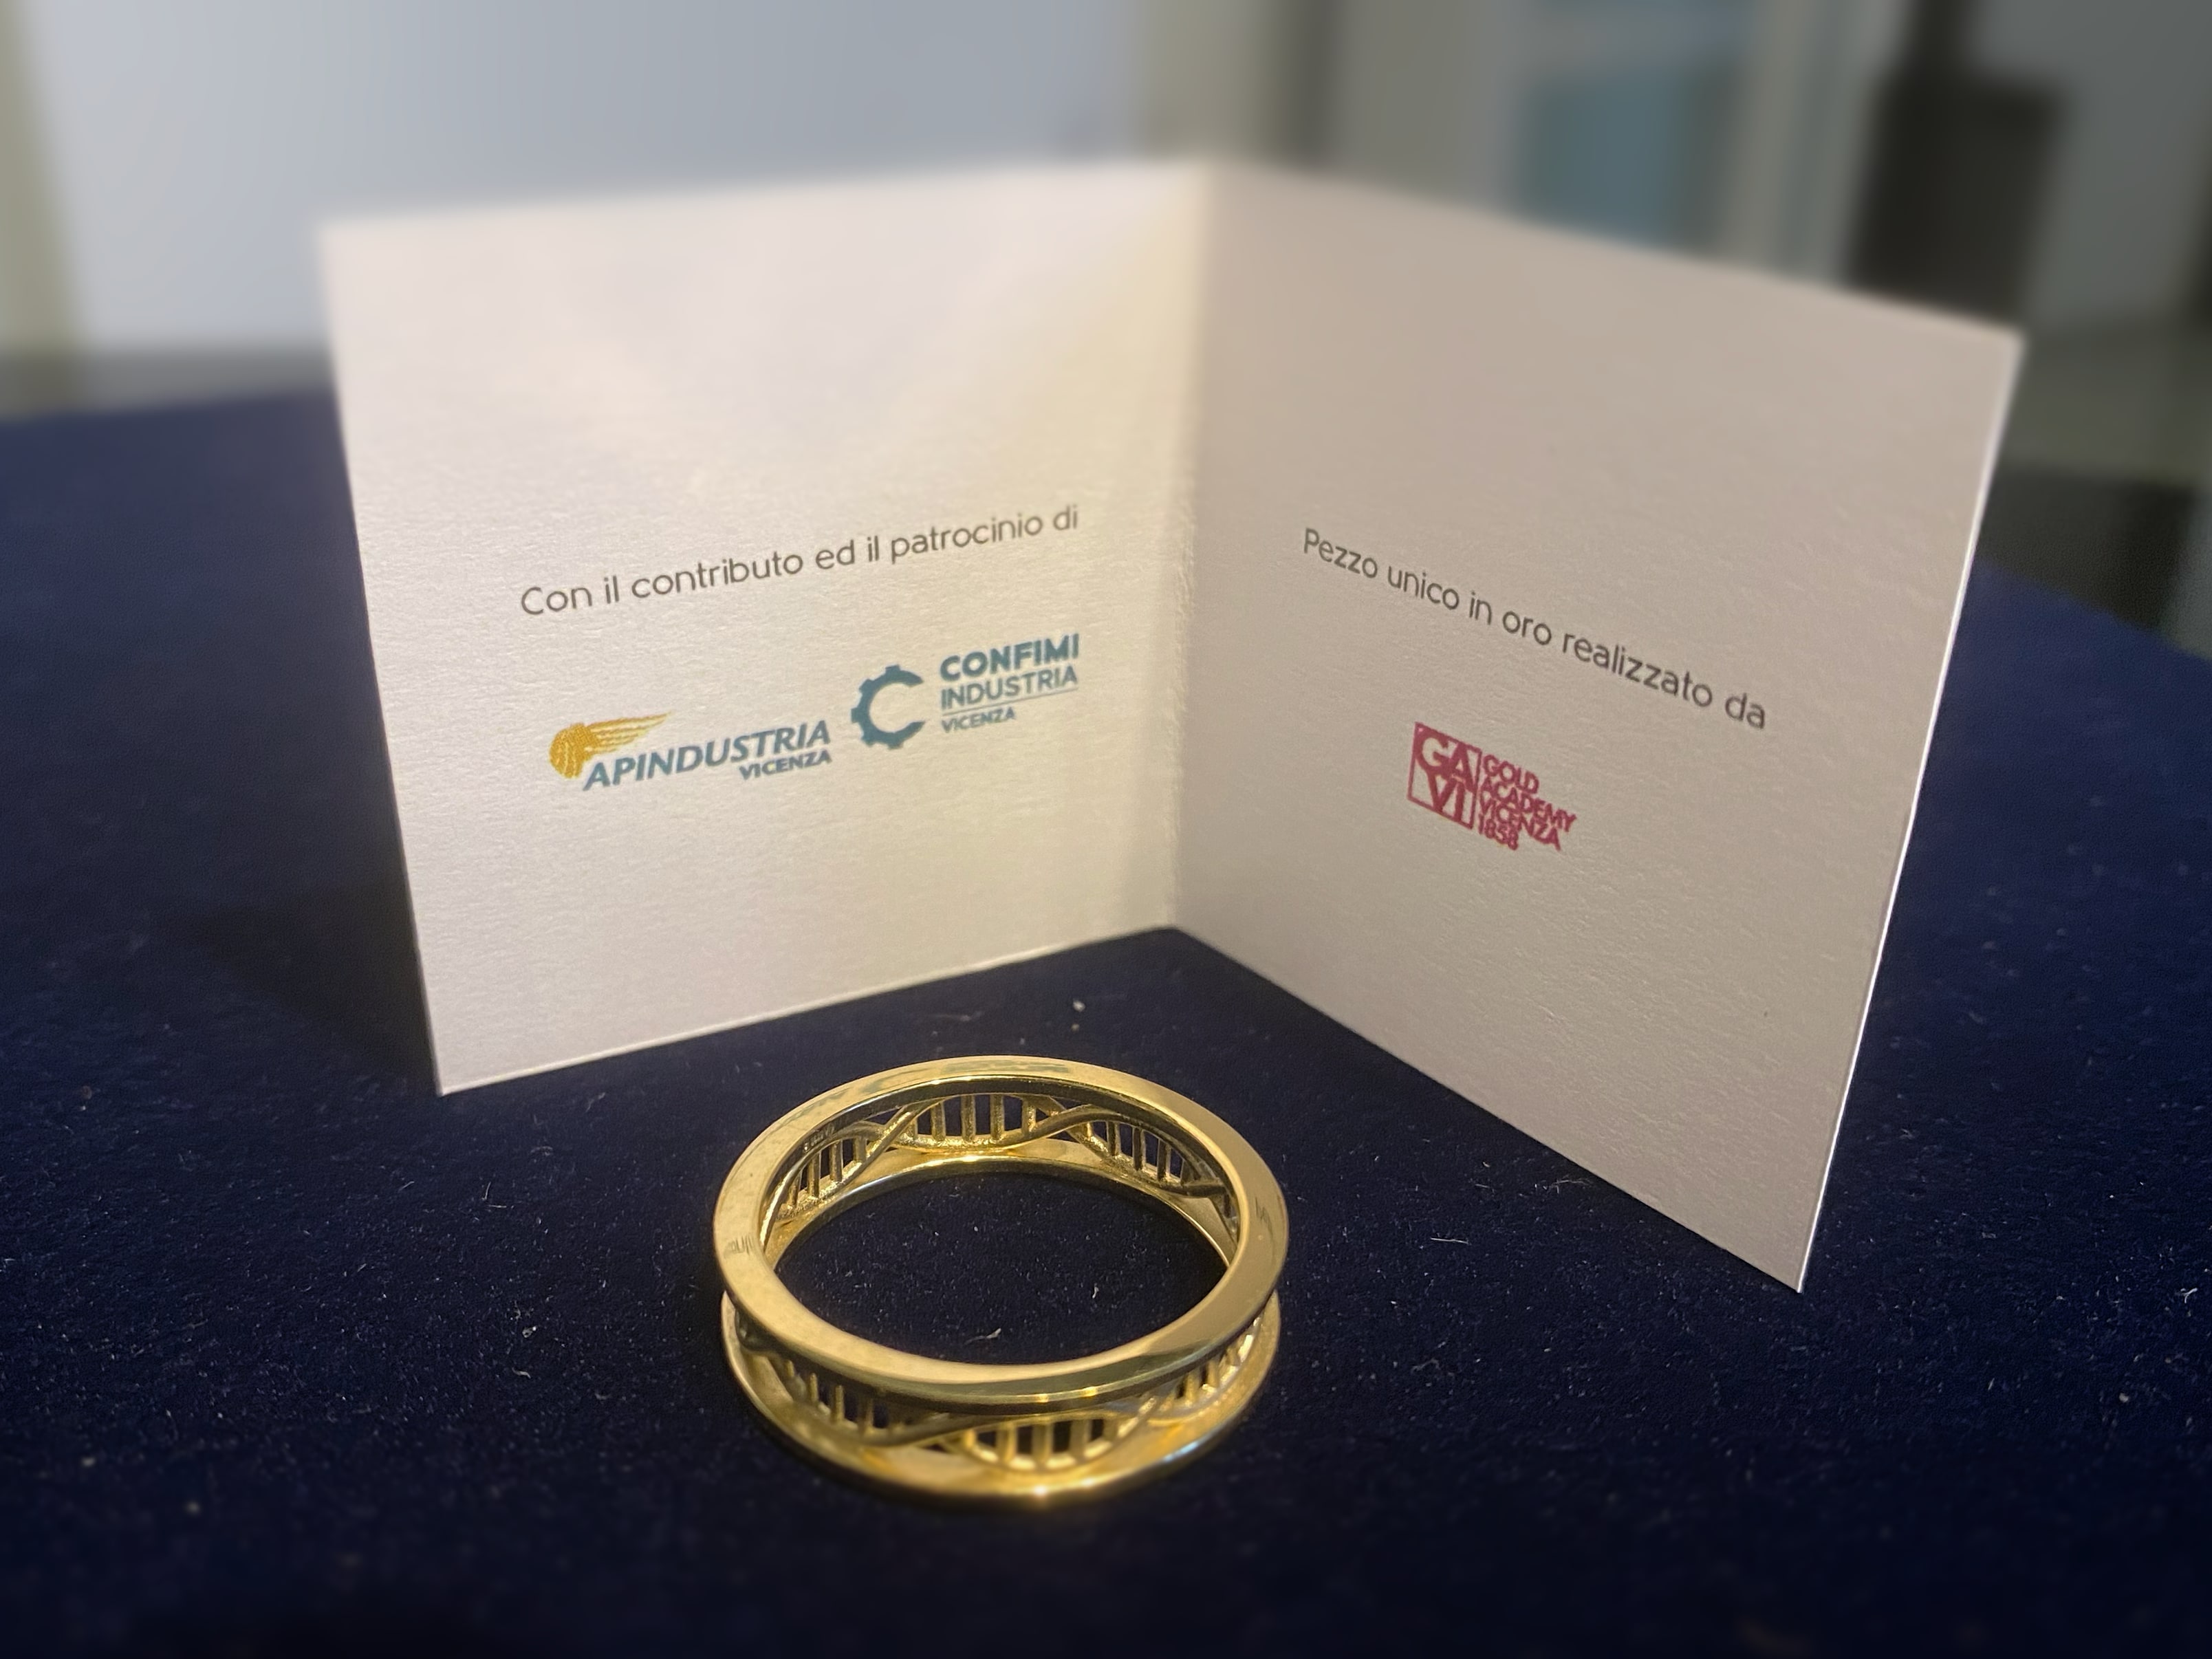 Con il contributo ed il patrocinio di
APINDUSTRIA
VICENZA
CONFIMI
INDUSTRIA
VICENZA
Pezzo unico in oro realizzato da
GA
VI
GOLD
ACADEMY
VICENZA
1858